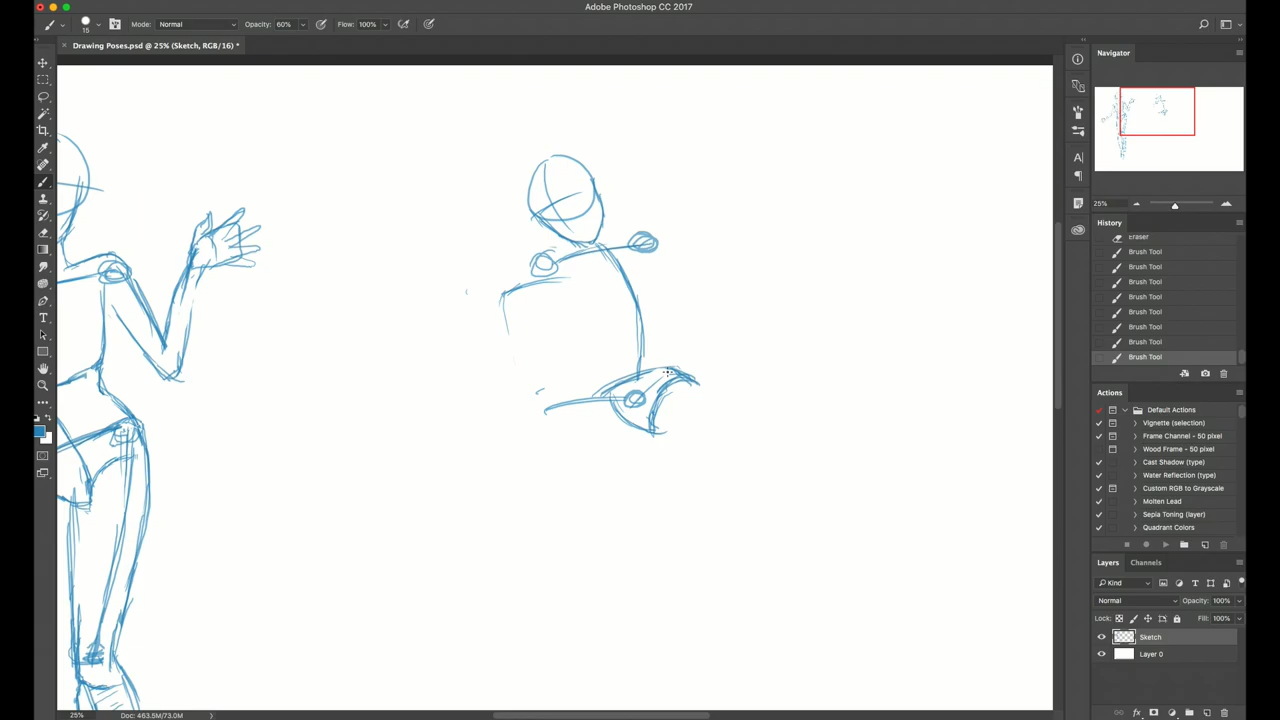 Adobe Photoshop CC 2017
15
Mode: Normal
Opacity: 60%
Flow: 100%
Drawing Poses.psd @ 25% (Sketch, RGB/16) *
Navigator
25%
History
Eraser
Brush Tool
Brush Tool
Brush Tool
Brush Tool
Brush Tool
Brush Tool
Brush Tool
Brush Tool
Actions
Default Actions
Vignette (selection)
Frame Channel - 50 pixel
Wood Frame - 50 pixel
Cast Shadow (type)
Water Reflection (type)
Custom RGB to Grayscale
Molten Lead
Sepia Toning (layer)
Quadrant Colors
Layers
Channels
Kind
Normal
Opacity: 100%
Lock:
Fill: 100%
Sketch
Layer 0
25%
Doc: 463.5M/73.0M